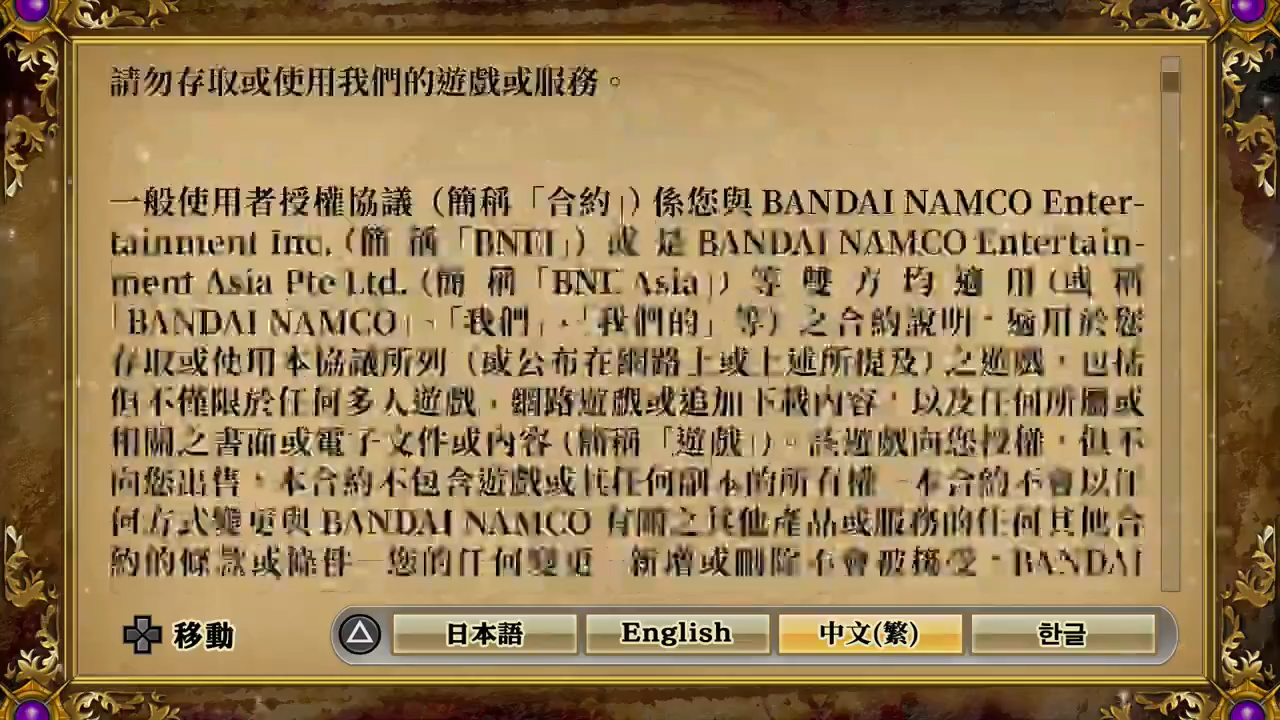 請勿存取或使用我們的遊戲或服務。
一般使用者授權協議（簡稱「合約」）係您與 BANDAI NAMCO Enter-
tainment Inc.（簡稱「BNEI」）或是 BANDAI NAMCO Entertain-
ment Asia Pte Ltd.（簡稱「BNE Asia」）等雙方均適用（或稱
「BANDAI NAMCO」、「我們」、「我們的」等）之合約說明，適用於您
存取或使用本協議所列（或公布在網路上或上述所提及）之遊戲，包括
但不僅限於任何多人遊戲，網路遊戲或追加下載內容，以及任何所屬或
相關之書面或電子文件或內容（簡稱「遊戲」）。該遊戲向您授權，但不
向您出售，本合約不包含遊戲或其任何副本的所有權。本合約不會以任
何方式變更與 BANDAI NAMCO 有關之其他產品或服務的任何其他合
約的條款或條件。您的任何變更、新增或刪除不會被接受。BANDAI
移動
日本語
English
中文(繁)
한글